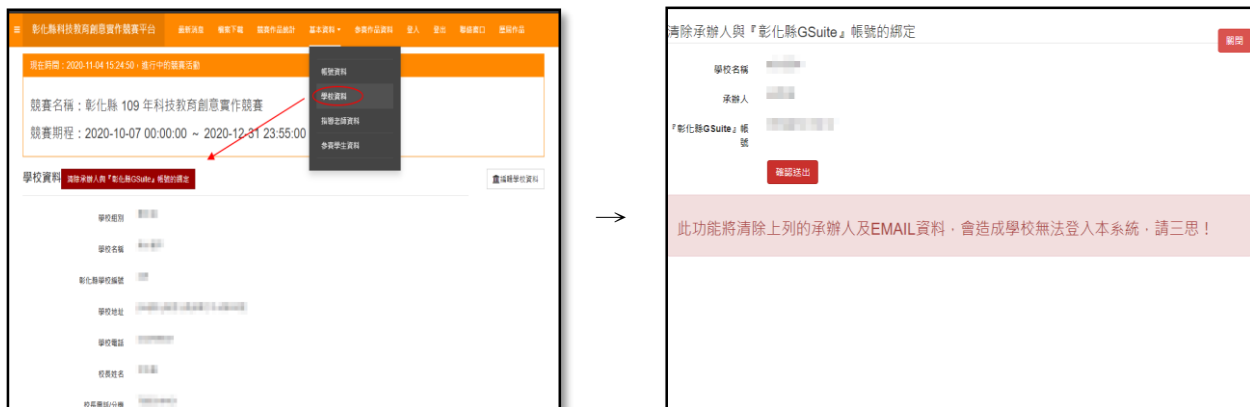 彰化縣科技教育創意實作競賽平台 最新消息 檔案下載 競賽作品統計 基本資料 參賽作品資料 登入 登出 聯絡窗口 歷屆作品
現在時間：2020-11-04 15:24:50，進行中的競賽活動
競賽名稱：彰化縣 109 年科技教育創意實作競賽
競賽期程：2020-10-07 00:00:00 ~ 2020-12-31 23:55:00
帳號資料
學校資料
指導老師資料
參賽學生資料
學校資料 清除承辦人與『彰化縣GSuite』帳號的綁定 編輯學校資料
學校組別
學校名稱
彰化縣學校編號
學校地址
學校電話
校長姓名
校長電話/分機
→
清除承辦人與『彰化縣GSuite』帳號的綁定
關閉
學校名稱
承辦人
『彰化縣GSuite』帳
號
確認送出
此功能將清除上列的承辦人及EMAIL資料，會造成學校無法登入本系統，請三思！